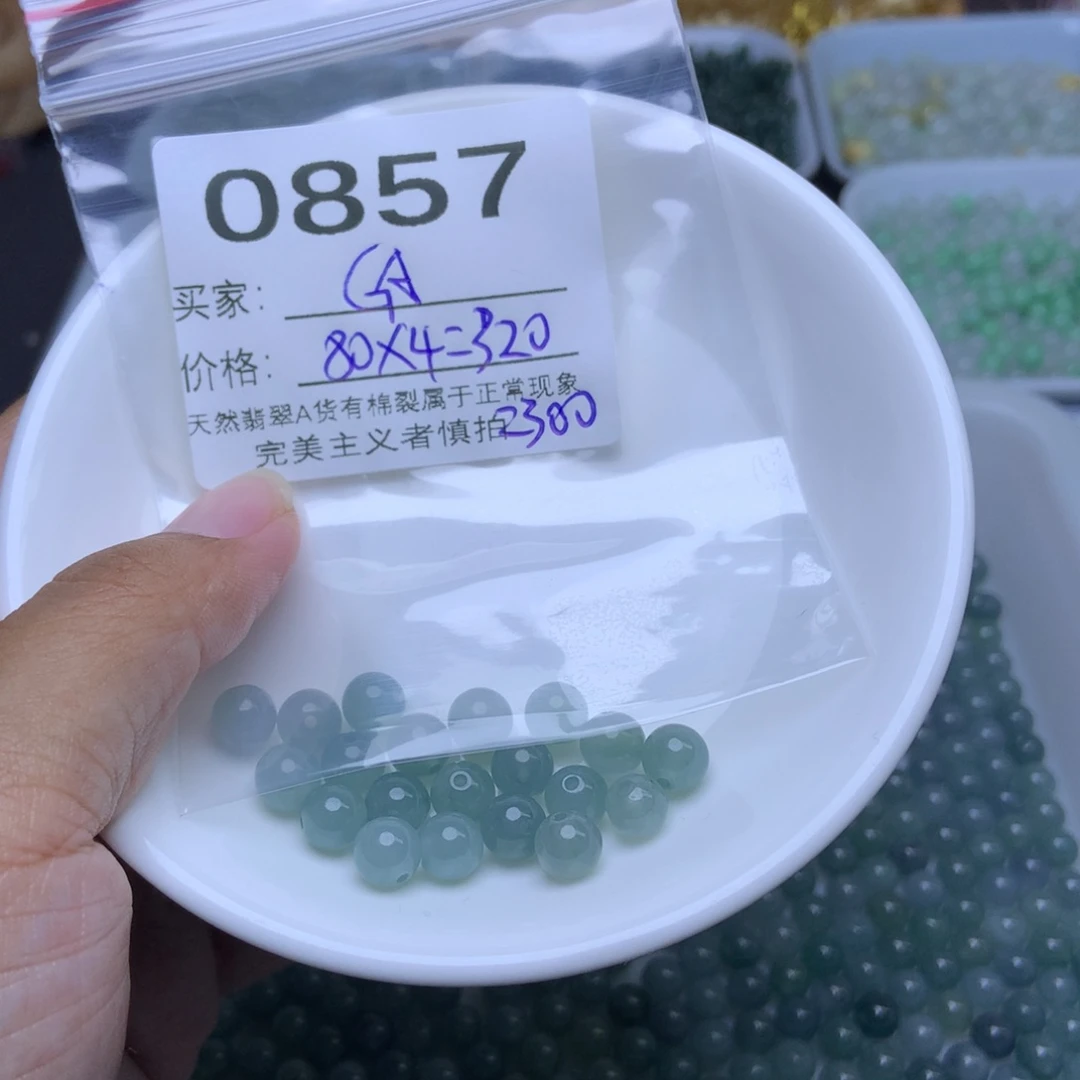 0857
买家: GA
价格: 80X4=320
天然翡翠A货有棉裂属于正常现象
完美主义者慎拍 2380